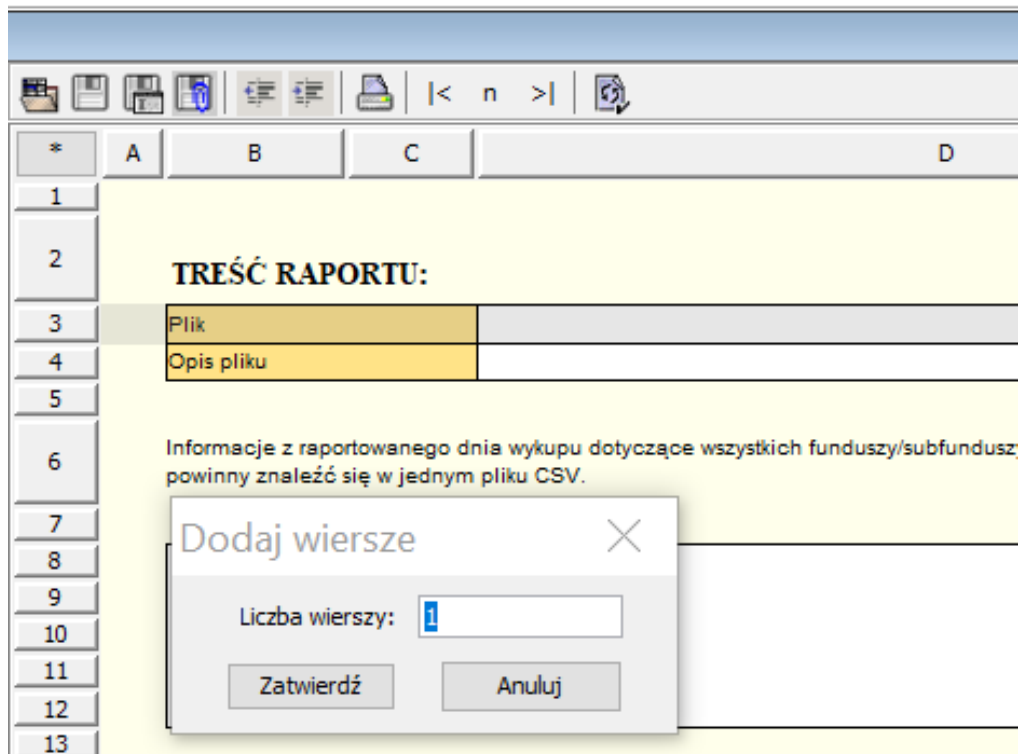 |< n >|
* A B C D
1
2 TREŚĆ RAPORTU:
3 Plik
4 Opis pliku
5
6 Informacje z raportowanego dnia wykupu dotyczące wszystkich funduszy/subfundusz
powinny znaleźć się w jednym pliku CSV.
7
Dodaj wiersze
8
9
Liczba wierszy: 1
10
11
Zatwierdź Anuluj
12
13